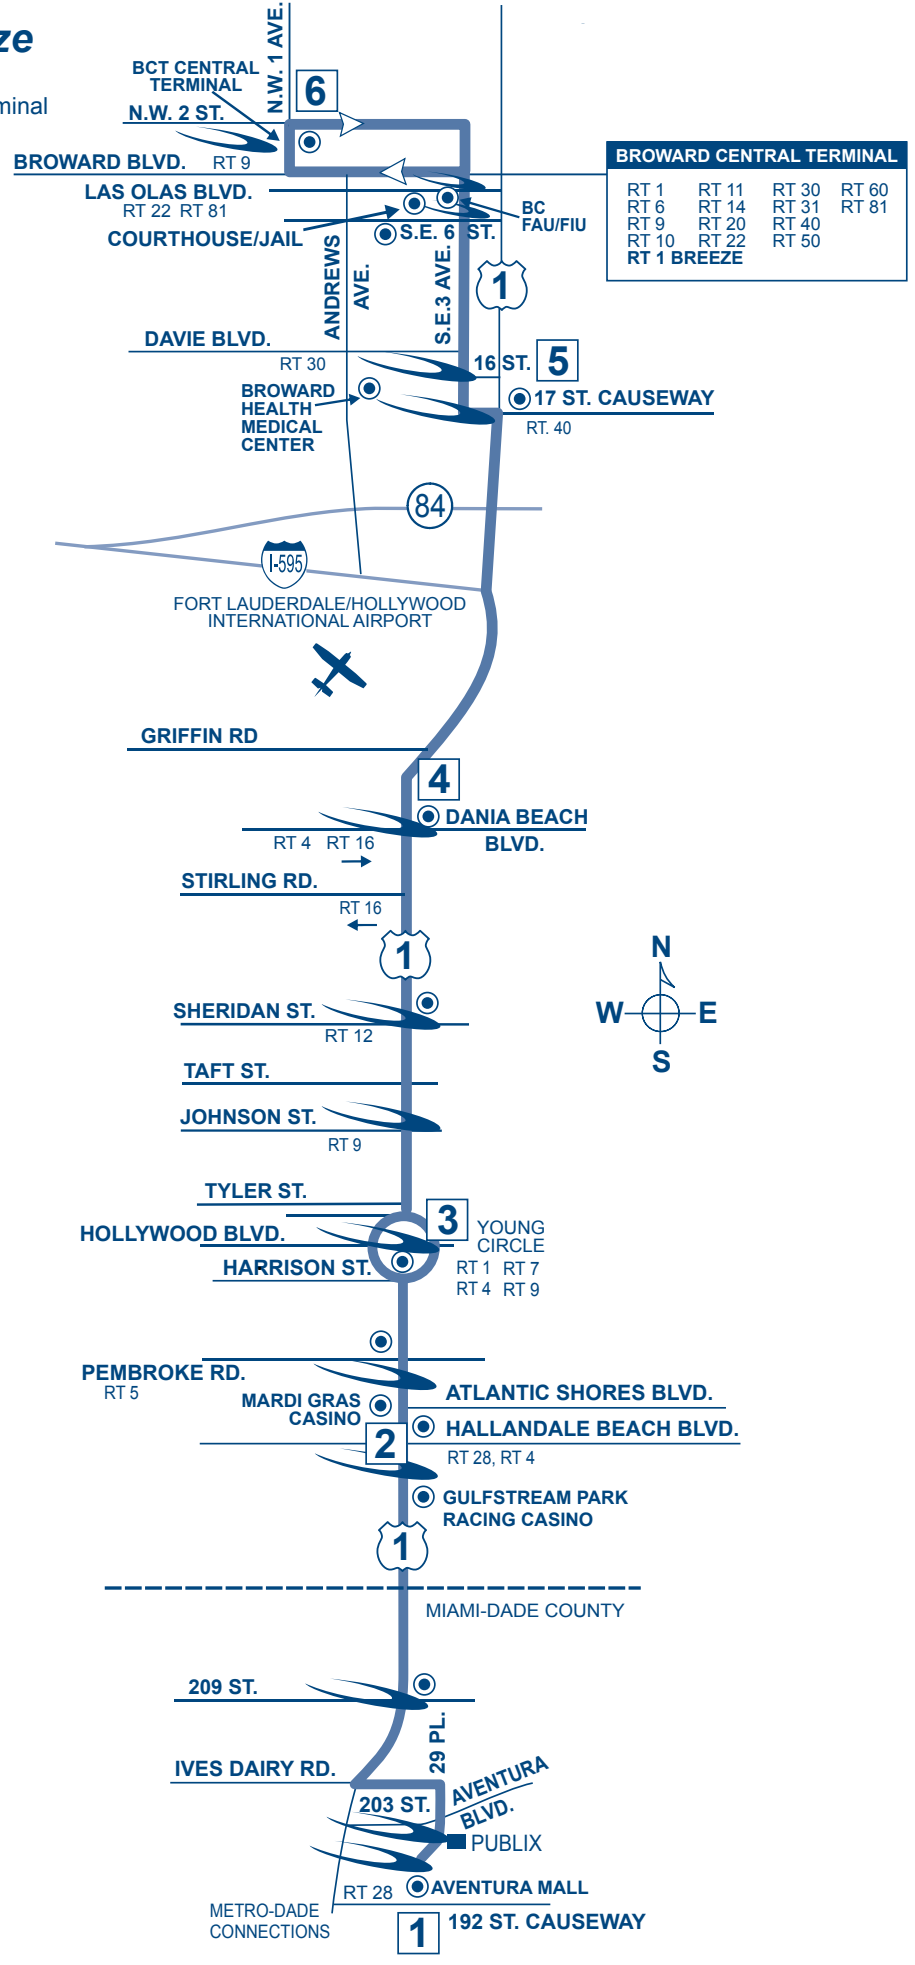 ze
minal
N.W. 1 AVE.
BCT CENTRAL
TERMINAL
6
N.W. 2 ST.
BROWARD BLVD. RT 9
BROWARD CENTRAL TERMINAL
RT 1 RT 11 RT 30 RT 60
RT 6 RT 14 RT 31 RT 81
RT 9 RT 20 RT 40
RT 10 RT 22 RT 50
RT 1 BREEZE
LAS OLAS BLVD.
RT 22 RT 81
BC
FAU/FIU
COURTHOUSE/JAIL
S.E. 6 ST.
ANDREWS
AVE.
S.E.3 AVE.
1
DAVIE BLVD.
RT 30
16 ST.
5
BROWARD
HEALTH
MEDICAL
CENTER
17 ST. CAUSEWAY
RT. 40
84
I-595
FORT LAUDERDALE/HOLLYWOOD
INTERNATIONAL AIRPORT
GRIFFIN RD
4
DANIA BEACH
BLVD.
RT 4 RT 16
STIRLING RD.
RT 16
1
N
W E
S
SHERIDAN ST.
RT 12
TAFT ST.
JOHNSON ST.
RT 9
TYLER ST.
3
HOLLYWOOD BLVD.
YOUNG
CIRCLE
HARRISON ST.
RT 1 RT 7
RT 4 RT 9
PEMBROKE RD.
RT 5
MARDI GRAS
CASINO
ATLANTIC SHORES BLVD.
2
HALLANDALE BEACH BLVD.
RT 28, RT 4
GULFSTREAM PARK
RACING CASINO
1
MIAMI-DADE COUNTY
209 ST.
29 PL.
IVES DAIRY RD.
203 ST.
AVENTURA
BLVD.
PUBLIX
RT 28
AVENTURA MALL
METRO-DADE
CONNECTIONS
1
192 ST. CAUSEWAY